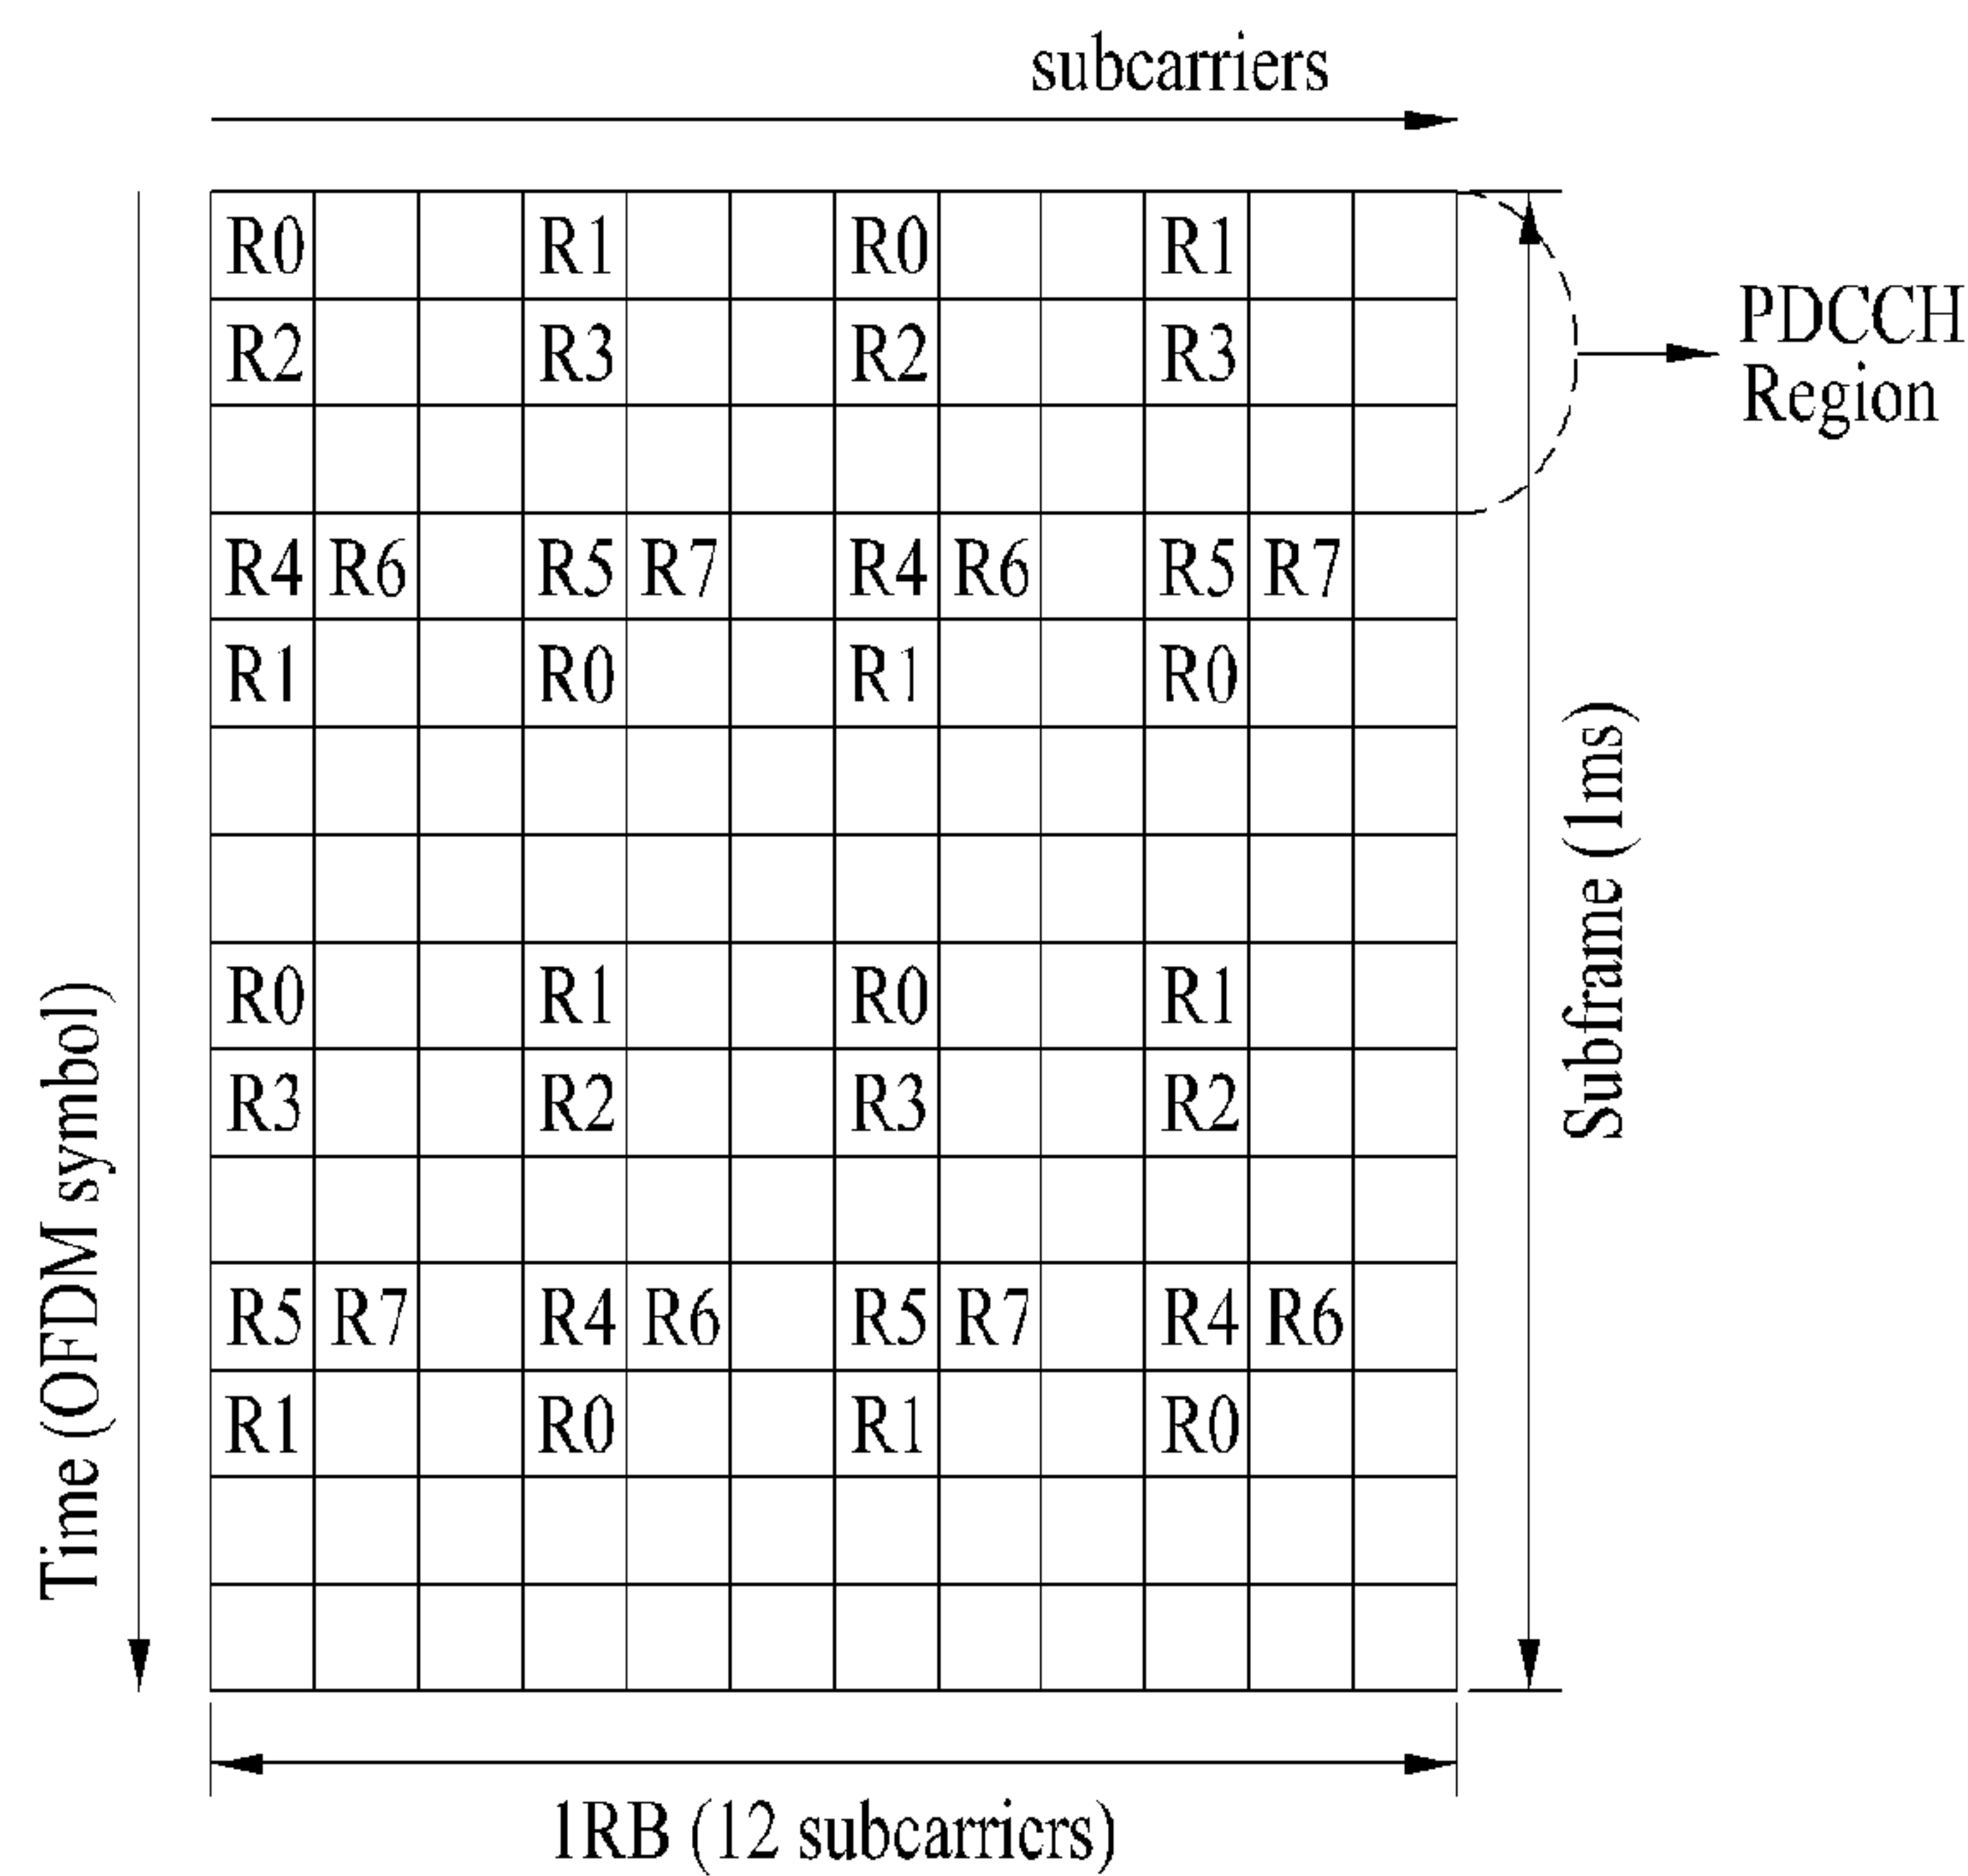 subcarriers
R0 R1 R0 R1
R2 R3 R2 R3
PDCCH
Region
R4 R6 R5 R7 R4 R6 R5 R7
R1 R0 R1 R0
R0 R1 R0 R1
R3 R2 R3 R2
R5 R7 R4 R6 R5 R7 R4 R6
R1 R0 R1 R0
Time (OFDM symbol)
Subframe (1ms)
1RB (12 subcarricrs)